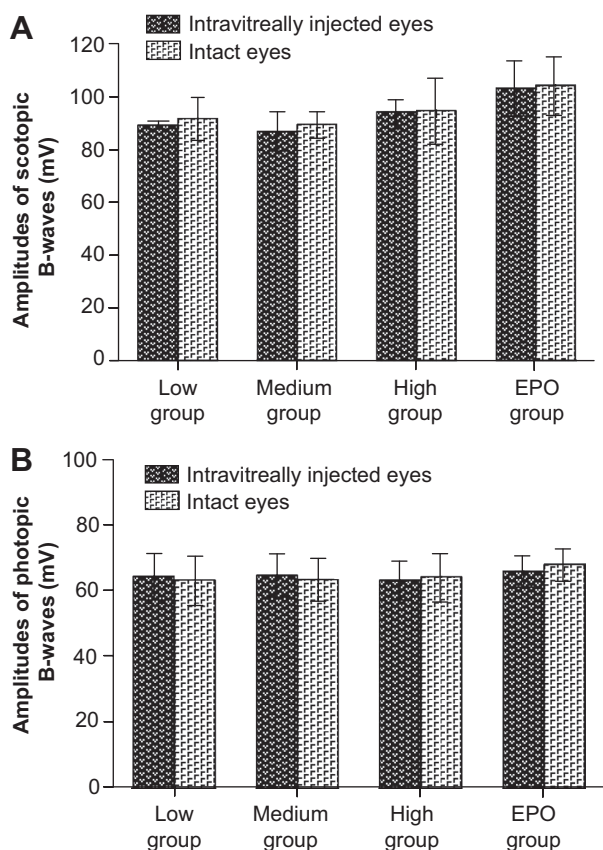 A
Intravitreally injected eyes
Intact eyes
Amplitudes of scotopic
B-waves (mV)
120
100
80
60
40
20
0
Low
group
Medium
group
High
group
EPO
group
B
Intravitreally injected eyes
Intact eyes
Amplitudes of photopic
B-waves (mV)
100
80
60
40
20
0
Low
group
Medium
group
High
group
EPO
group